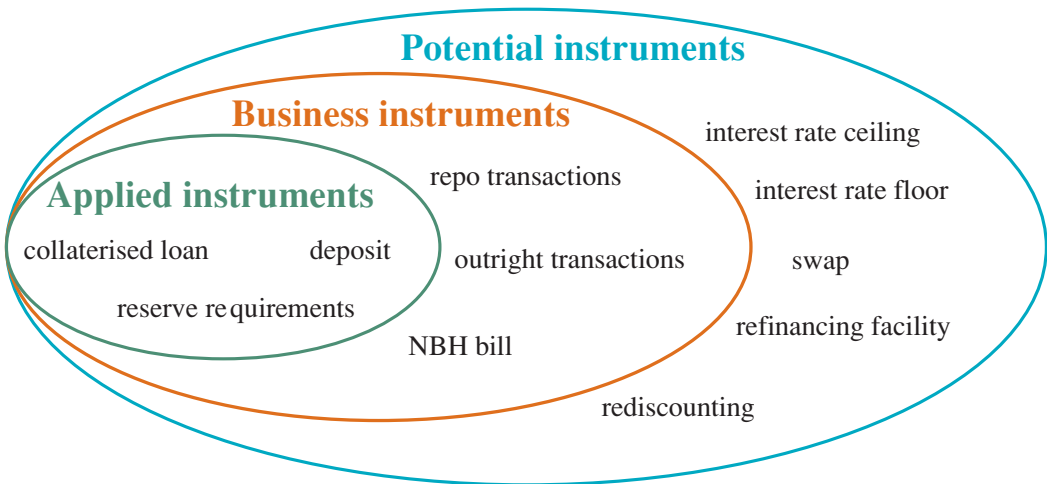 Potential instruments
Business instruments
interest rate ceiling
repo transactions
Applied instruments
interest rate floor
collaterised loan
deposit
outright transactions
swap
reserve requirements
refinancing facility
NBH bill
rediscounting